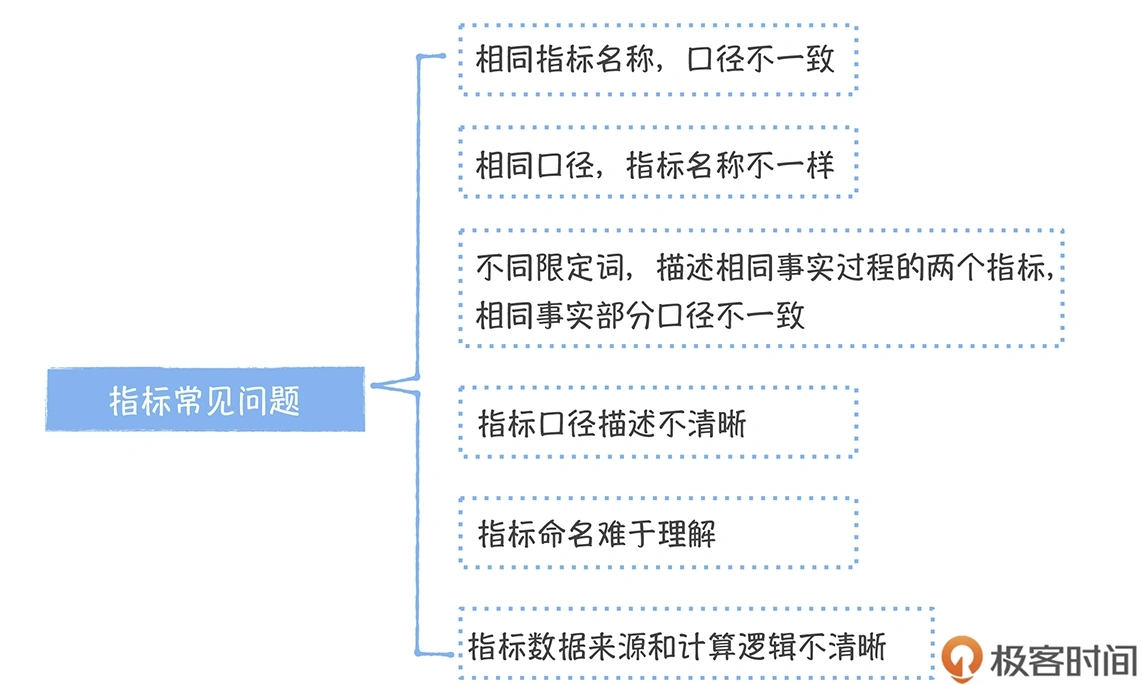 相同指标名称，口径不一致
相同口径，指标名称不一样
不同限定词，描述相同事实过程的两个指标，
相同事实部分口径不一致
指标常见问题
指标口径描述不清晰
指标命名难于理解
指标数据来源和计算逻辑不清晰
极客时间